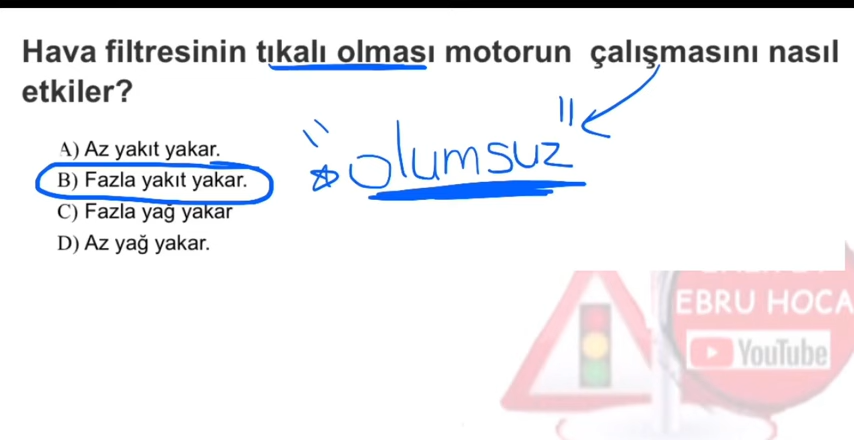 Hava filtresinin tıkalı olması motorun çalışmasını nasıl
etkiler?
A) Az yakıt yakar.
B) Fazla yakıt yakar.
C) Fazla yağ yakar
D) Az yağ yakar.
"olumsuz"
EBRU HOCA
YouTube